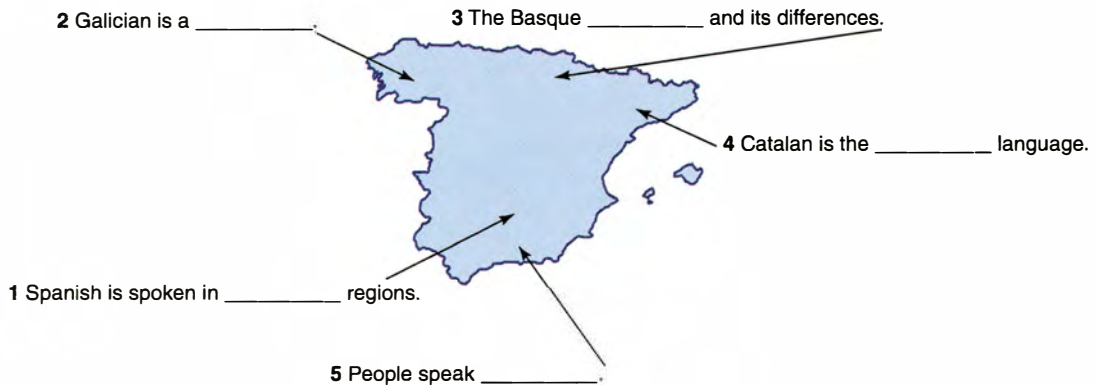 2 Galician is a __________.
3 The Basque __________ and its differences.
4 Catalan is the __________ language.
1 Spanish is spoken in __________ regions.
5 People speak __________.